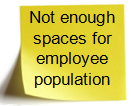 Not enough
spaces for
employee
population